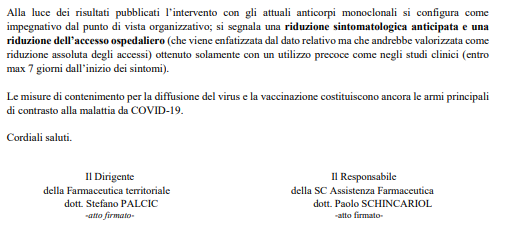 Alla luce dei risultati pubblicati l'intervento con gli attuali anticorpi monoclonali si configura come
impegnativo dal punto di vista organizzativo; si segnala una riduzione sintomatologica anticipata e una
riduzione dell'accesso ospedaliero (che viene enfatizzata dal dato relativo ma che andrebbe valorizzata come
riduzione assoluta degli accessi) ottenuto solamente con un utilizzo precoce come negli studi clinici (entro
max 7 giorni dall'inizio dei sintomi).
Le misure di contenimento per la diffusione del virus e la vaccinazione costituiscono ancora le armi principali
di contrasto alla malattia da COVID-19.
Cordiali saluti.
Il Dirigente
della Farmaceutica territoriale
dott. Stefano PALCIC
-atto firmato-
Il Responsabile
della SC Assistenza Farmaceutica
dott. Paolo SCHINCARIOL
-atto firmato-